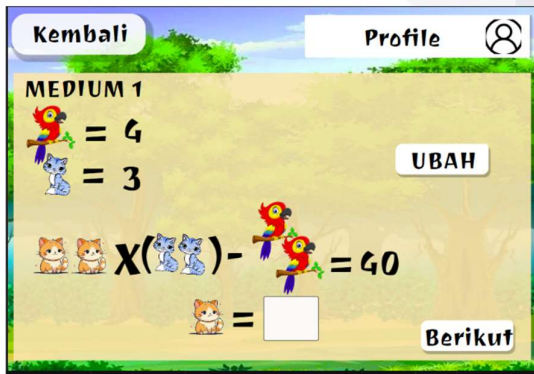 Kembali
Profile
MEDIUM 1
= 4
= 3
UBAH
X( ) - = 40
=
Berikut